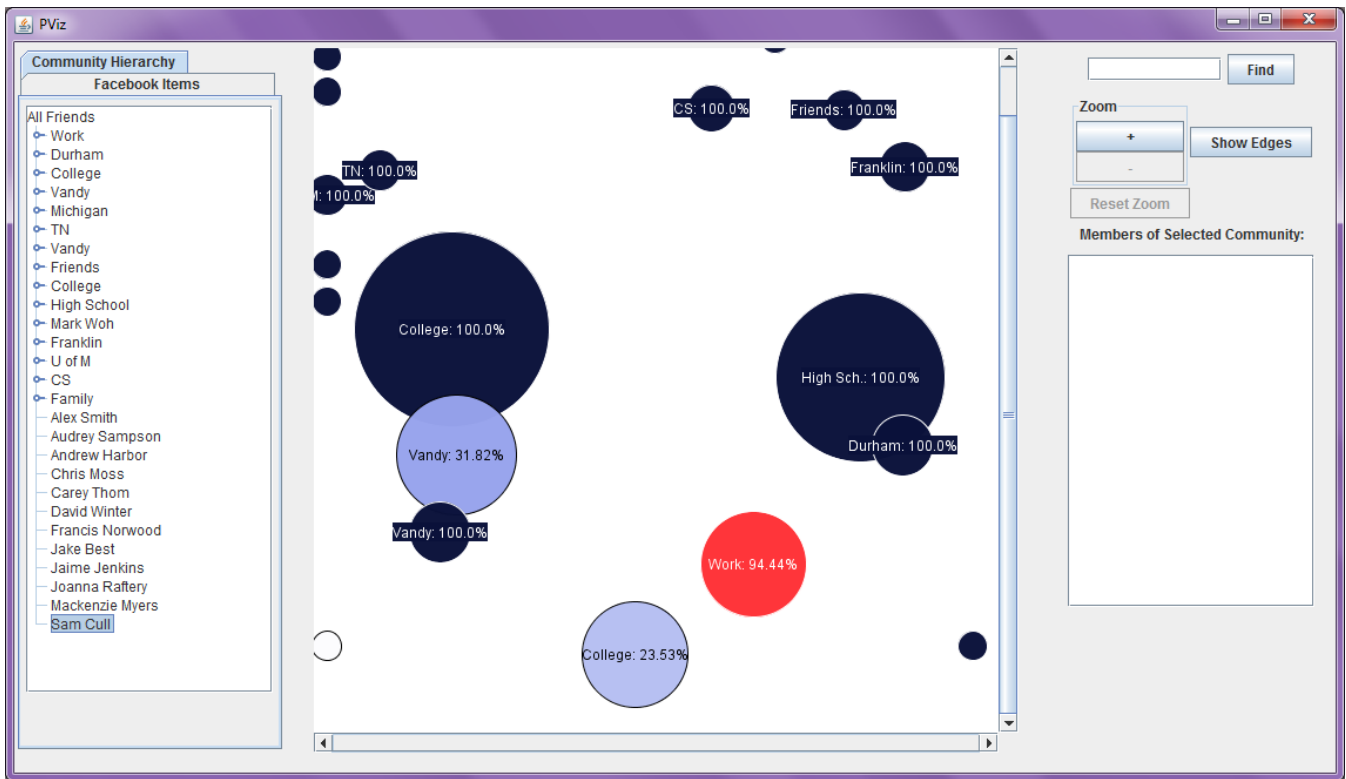 PViz
Community Hierarchy
Facebook Items
All Friends
Work
Durham
College
Vandy
Michigan
TN
Vandy
Friends
College
High School
Mark Woh
Franklin
U of M
CS
Family
Alex Smith
Audrey Sampson
Andrew Harbor
Chris Moss
Carey Thom
David Winter
Francis Norwood
Jake Best
Jaime Jenkins
Joanna Raftery
Mackenzie Myers
Sam Cull
CS: 100.0%
Friends: 100.0%
TN: 100.0%
Franklin: 100.0%
M: 100.0%
College: 100.0%
High Sch.: 100.0%
Vandy: 31.82%
Durham: 100.0%
Vandy: 100.0%
Work: 94.44%
College: 23.53%
Find
Zoom
+
Show Edges
-
Reset Zoom
Members of Selected Community: